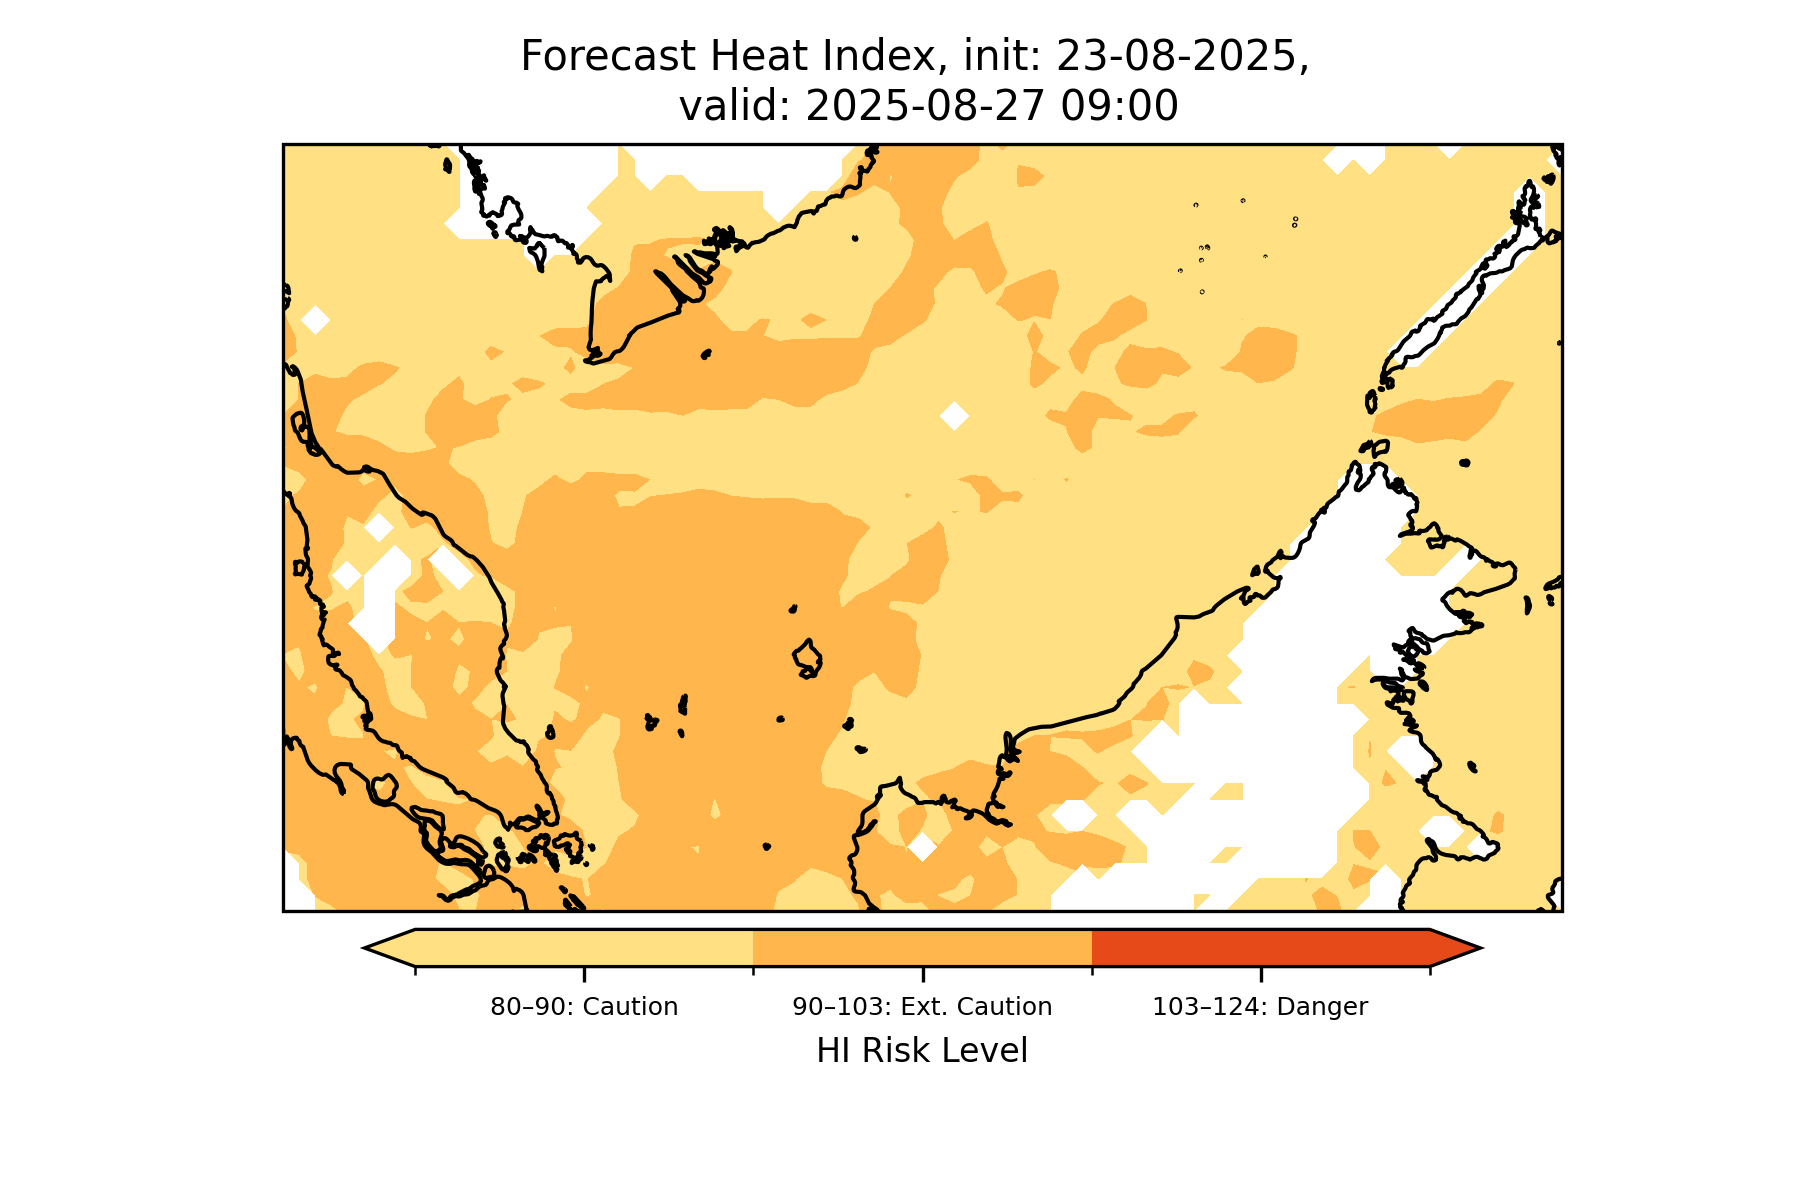 Forecast Heat Index, init: 23-08-2025,
valid: 2025-08-27 09:00
80–90: Caution
90–103: Ext. Caution
103–124: Danger
HI Risk Level